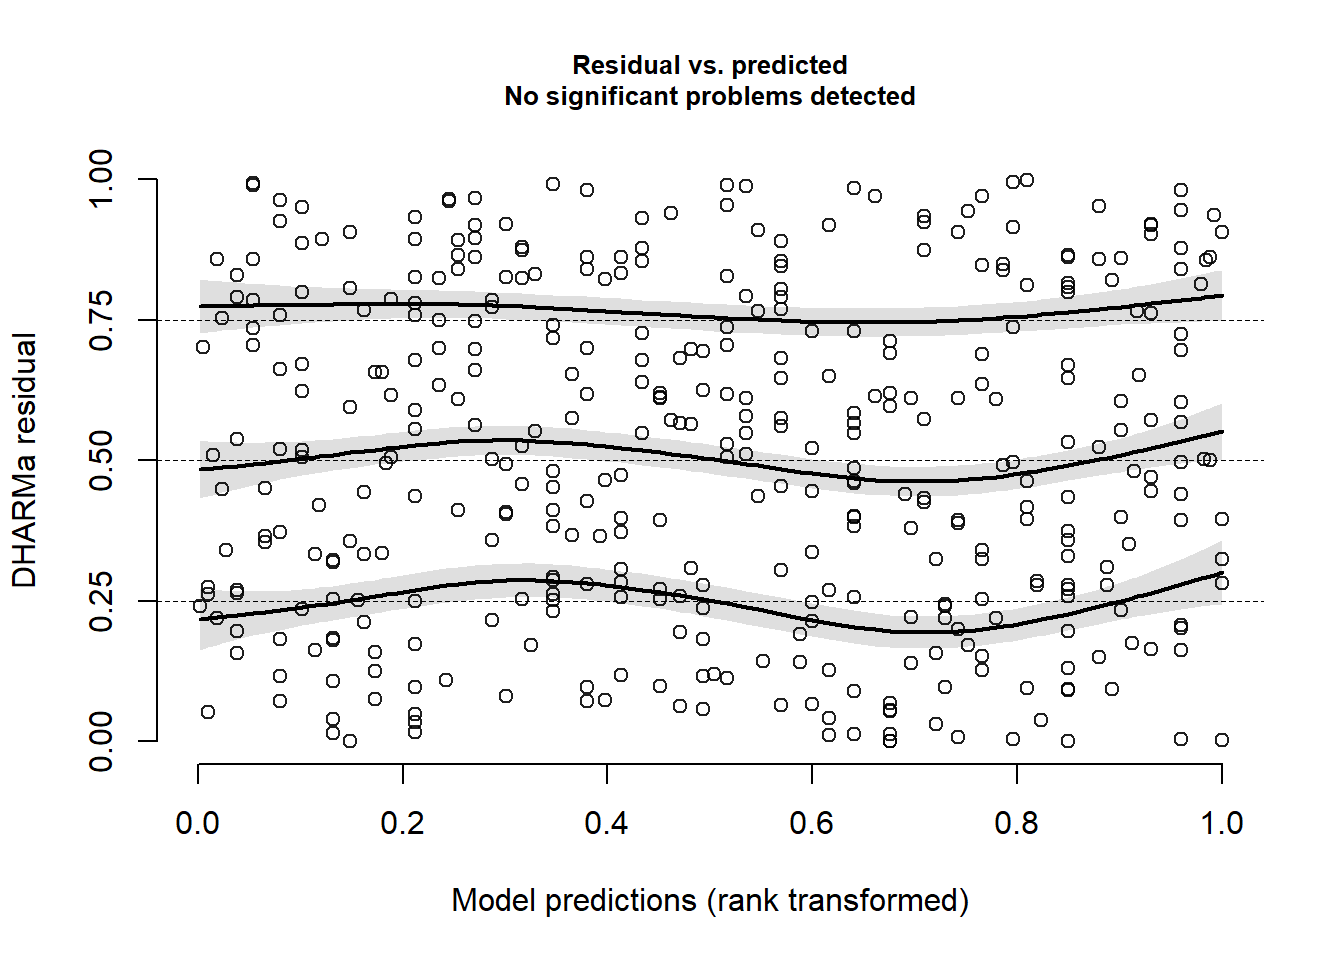 Residual vs. predicted
No significant problems detected
1.00
0.75
0.50
0.25
0.00
DHARMa residual
0.0 0.2 0.4 0.6 0.8 1.0
Model predictions (rank transformed)